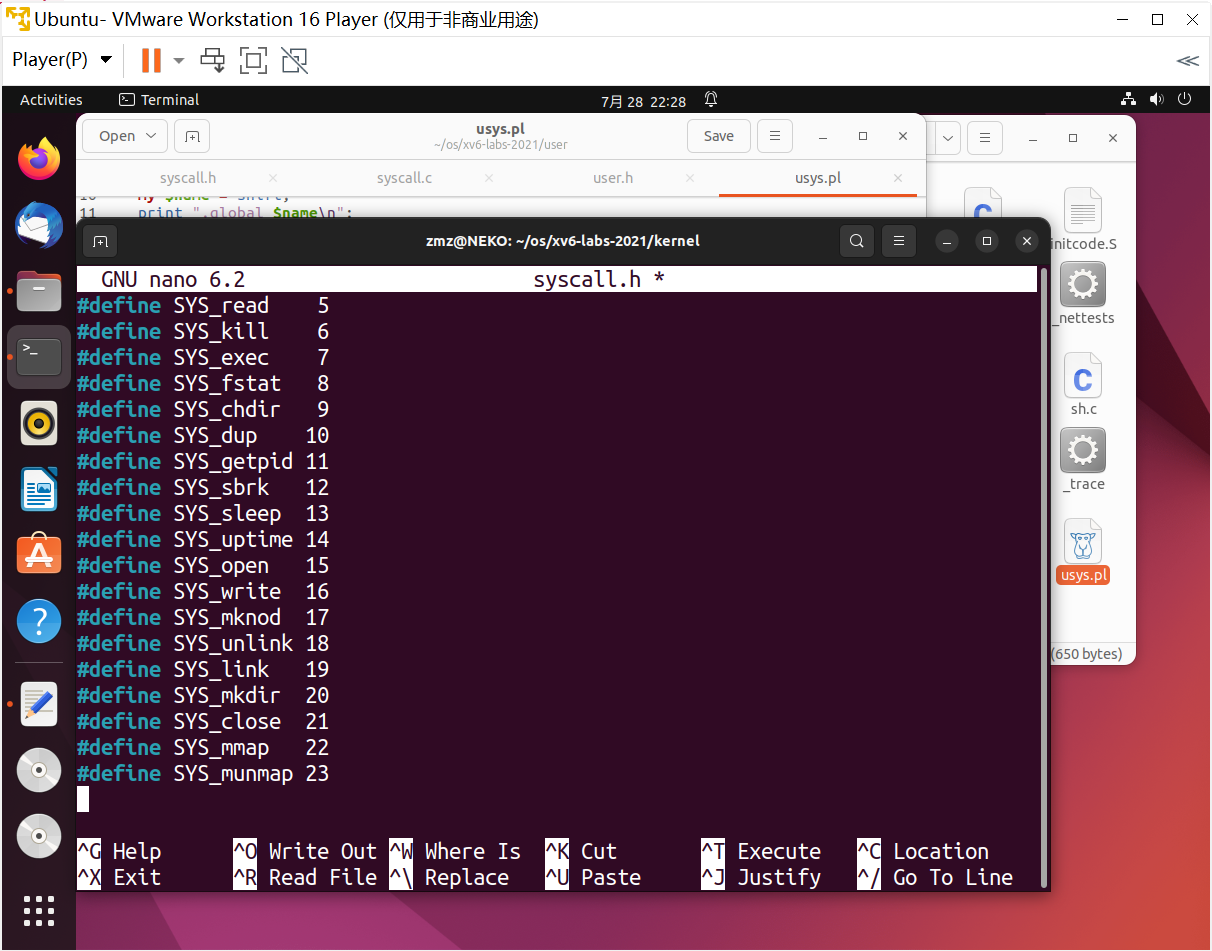 Ubuntu- VMware Workstation 16 Player (仅用于非商业用途)
Player(P)
Activities Terminal 7月 28 22:28
Open usys.pl Save
~/os/xv6-labs-2021/user
syscall.h syscall.c user.h usys.pl
11 print ".global $name\n";
zmz@NEKO: ~/os/xv6-labs-2021/kernel
GNU nano 6.2 syscall.h *
#define SYS_read 5
#define SYS_kill 6
#define SYS_exec 7
#define SYS_fstat 8
#define SYS_chdir 9
#define SYS_dup 10
#define SYS_getpid 11
#define SYS_sbrk 12
#define SYS_sleep 13
#define SYS_uptime 14
#define SYS_open 15
#define SYS_write 16
#define SYS_mknod 17
#define SYS_unlink 18
#define SYS_link 19
#define SYS_mkdir 20
#define SYS_close 21
#define SYS_mmap 22
#define SYS_munmap 23
^G Help ^O Write Out ^W Where Is ^K Cut ^T Execute ^C Location
^X Exit ^R Read File ^\ Replace ^U Paste ^J Justify ^/ Go To Line
initcode.S
_nettests
sh.c
_trace
usys.pl
(650 bytes)